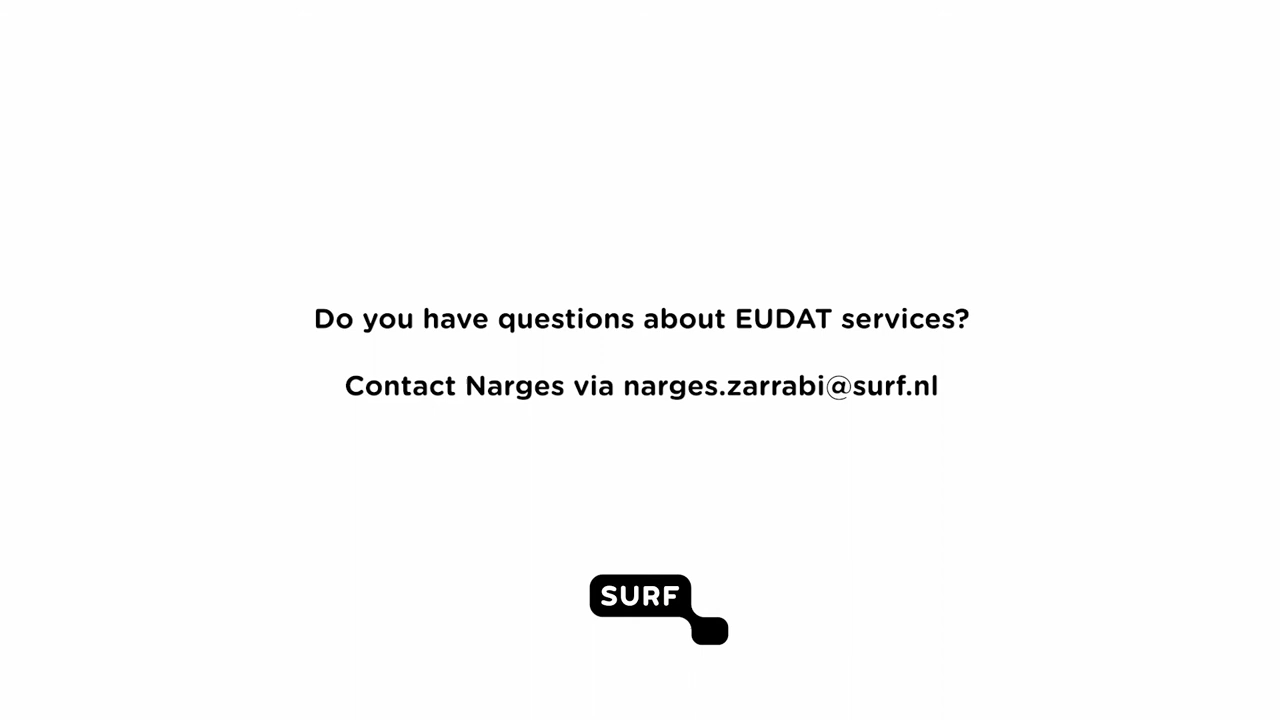 Do you have questions about EUDAT services?
Contact Narges via narges.zarrabi@surf.nl
SURF